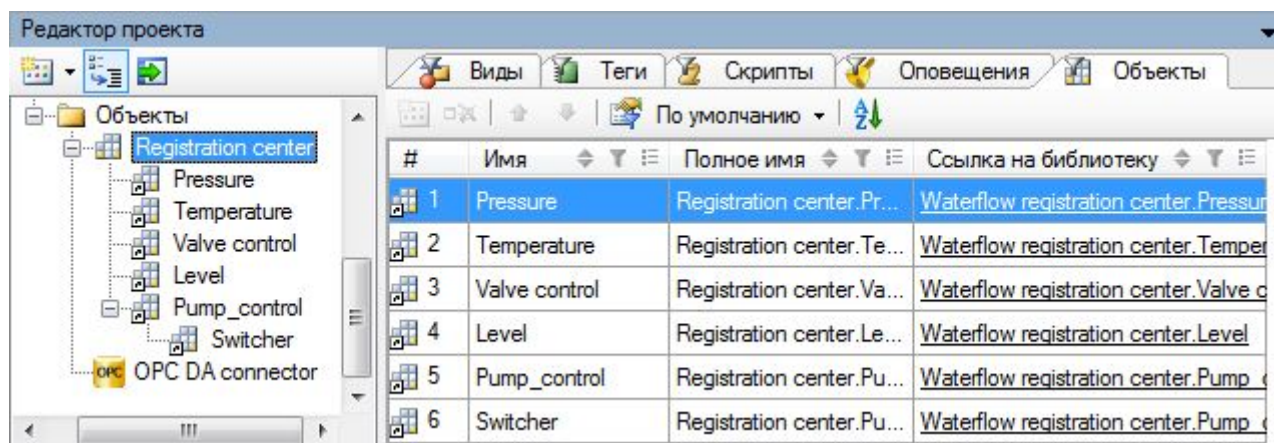 Редактор проекта
Виды Теги Скрипты Оповещения Объекты
По умолчанию
Объекты
Registration center
Pressure
Temperature
Valve control
Level
Pump_control
Switcher
OPC OPC DA connector
# Имя Полное имя Ссылка на библиотеку
1 Pressure Registration center.Pr... Waterflow registration center.Pressur
2 Temperature Registration center.Te... Waterflow registration center.Temper
3 Valve control Registration center.Va... Waterflow registration center.Valve c
4 Level Registration center.Le... Waterflow registration center.Level
5 Pump_control Registration center.Pu... Waterflow registration center.Pump_
6 Switcher Registration center.Pu... Waterflow registration center.Pump_